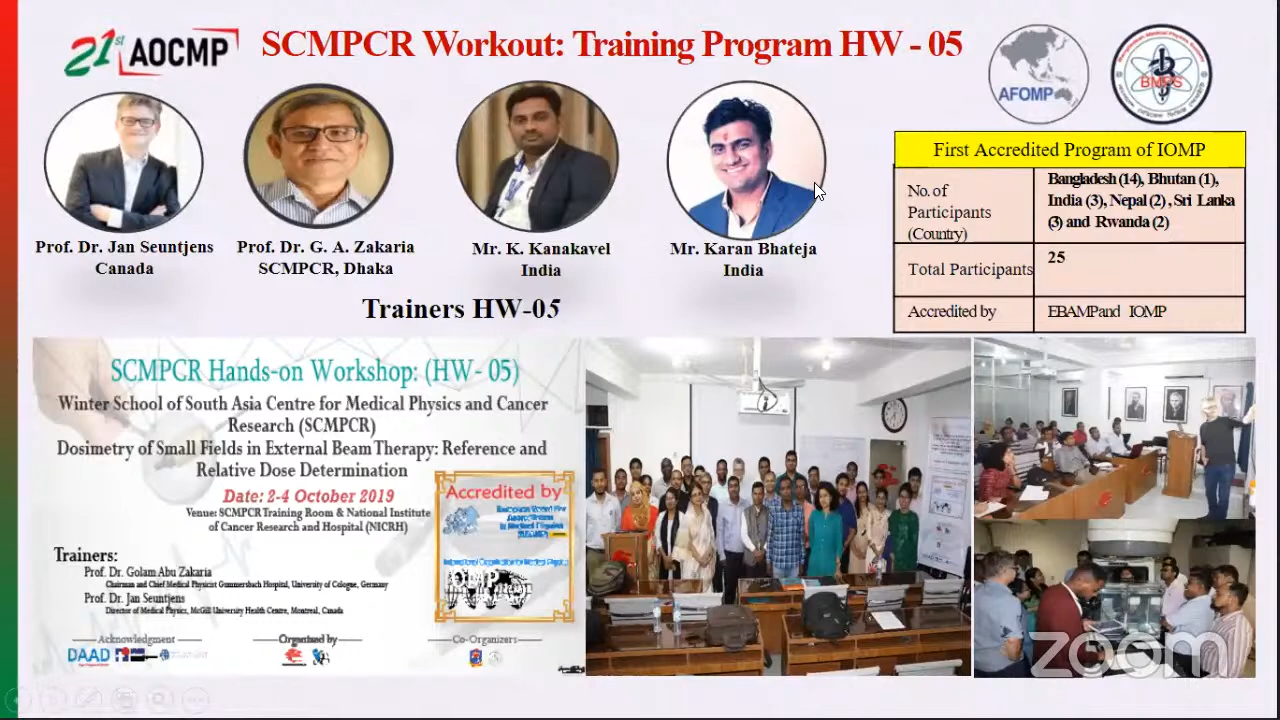 21st AOCMP
SCMPCR Workout: Training Program HW - 05
AFOMP
BMPS
Prof. Dr. Jan Seuntjens
Canada
Prof. Dr. G. A. Zakaria
SCMPCR, Dhaka
Mr. K. Kanakavel
India
Mr. Karan Bhateja
India
Trainers HW-05
First Accredited Program of IOMP
No. of
Participants
(Country)
Bangladesh (14), Bhutan (1),
India (3), Nepal (2) , Sri Lanka
(3) and Rwanda (2)
Total Participants
25
Accredited by
EBAMPand IOMP
SCMPCR Hands-on Workshop: (HW- 05)
Winter School of South Asia Centre for Medical Physics and Cancer
Research (SCMPCR)
Dosimetry of Small Fields in External Beam Therapy: Reference and
Relative Dose Determination
Date: 2-4 October 2019
Venue: SCMPCR Training Room & National Institute
of Cancer Research and Hospital (NICRH)
Accredited by
IOMP
Trainers:
Prof. Dr. Golam Abu Zakaria
Chairman and Chief Medical Physicist Gummersbach Hospital, University of Cologne, Germany
Prof. Dr. Jan Seuntjens
Director of Medical Physics, McGill University Health Centre, Montreal, Canada
Acknowledgment
Organised by
Co-Organizers
DAAD
zoom